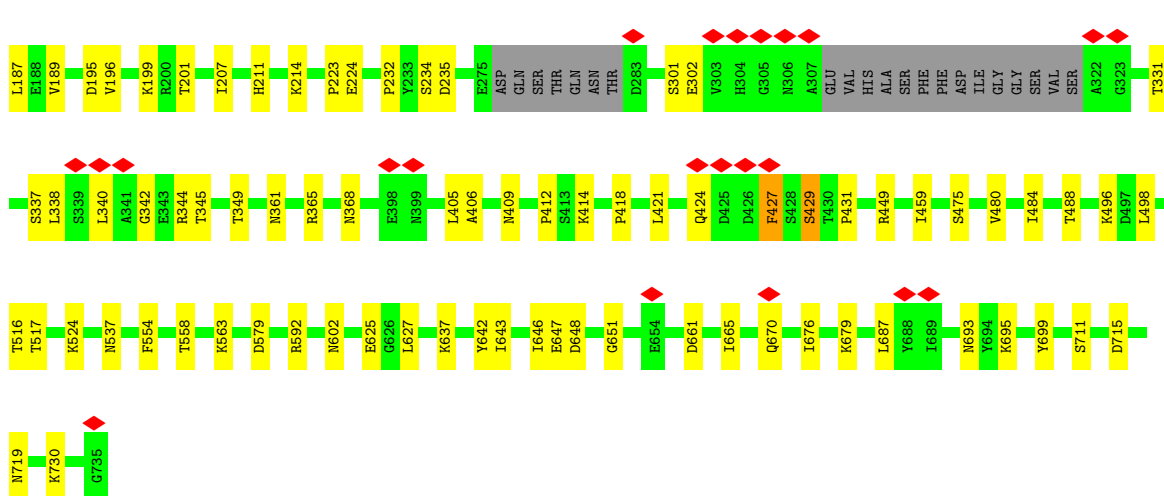 L187 E188 V189 D195 V196 K199 R200 T201 I207 H211 K214 P223 E224 P232 Y233 S234 D235 E275 ASP GLN SER THR GLN ASN THR D283 S301 E302 V303 H304 G305 N306 A307 GLU VAL HIS ALA SER PHE PHE ASP ILE GLY GLY SER VAL SER A322 G323 T331
S337 L338 S339 L340 A341 G342 E343 R344 T345 T349 N361 R365 N368 E398 N399 L405 A406 N409 P412 S413 K414 P418 L421 Q424 D425 D426 F427 S428 S429 T430 P431 R449 I459 S475 V480 I484 T488 K496 D497 L498
T516 T517 K524 N537 F554 T558 K563 D579 R592 N602 E625 G626 L627 K637 Y642 I643 I646 E647 D648 G651 E654 D661 I665 Q670 I676 K679 L687 Y688 I689 N693 Y694 K695 Y699 S711 D715
N719 K730 G735